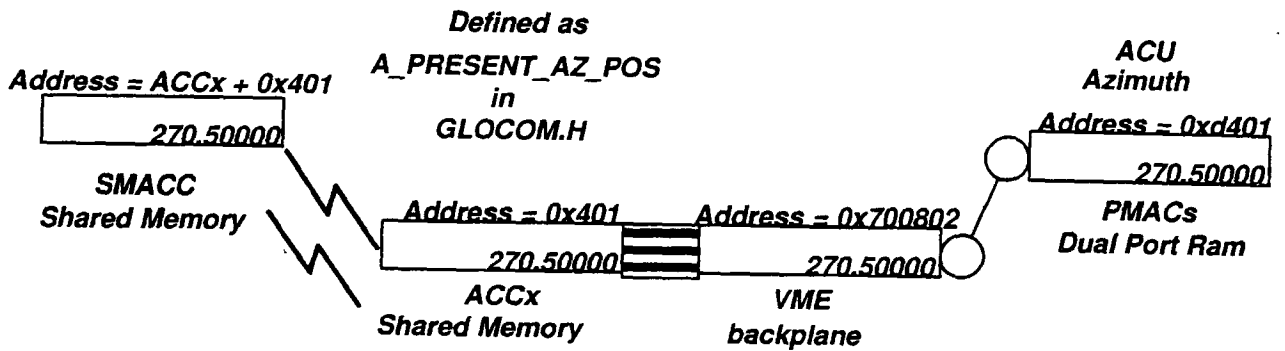 Defined as
A_PRESENT_AZ_POS
in
GLOCOM.H
ACU
Azimuth
Address = ACCx + 0x401
270.50000
SMACC
Shared Memory
Address = 0xd401
270.50000
PMACs
Dual Port Ram
Address = 0x401
270.50000
ACCx
Shared Memory
Address = 0x700802
270.50000
VME
backplane